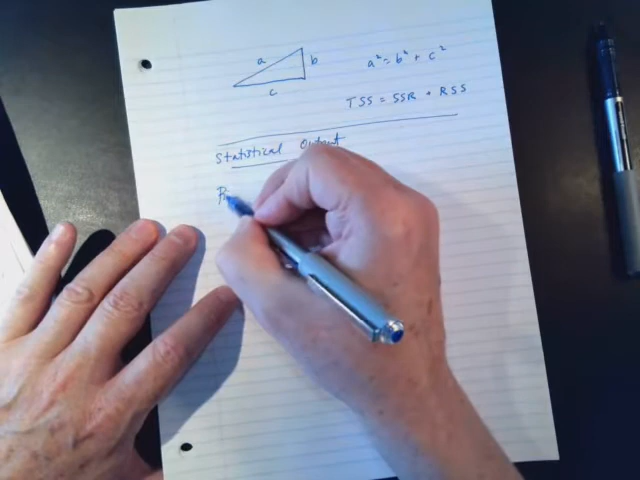 a b
a² = b² + c²
c
TSS = SSR + RSS
Statistical Output